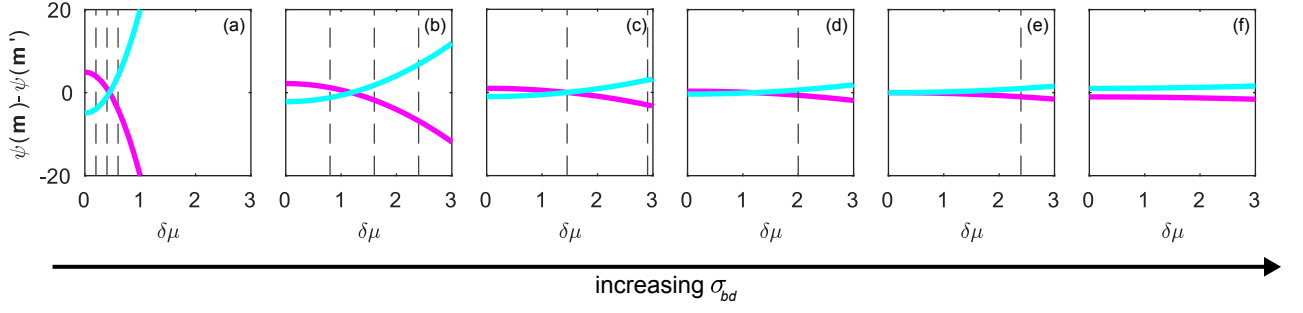 20 (a) (b) (c) (d) (e) (f)
ψ(m)-ψ(m')
0
-20
0 1 2 3 0 1 2 3 0 1 2 3 0 1 2 3 0 1 2 3 0 1 2 3
δμ δμ δμ δμ δμ δμ
increasing σbd